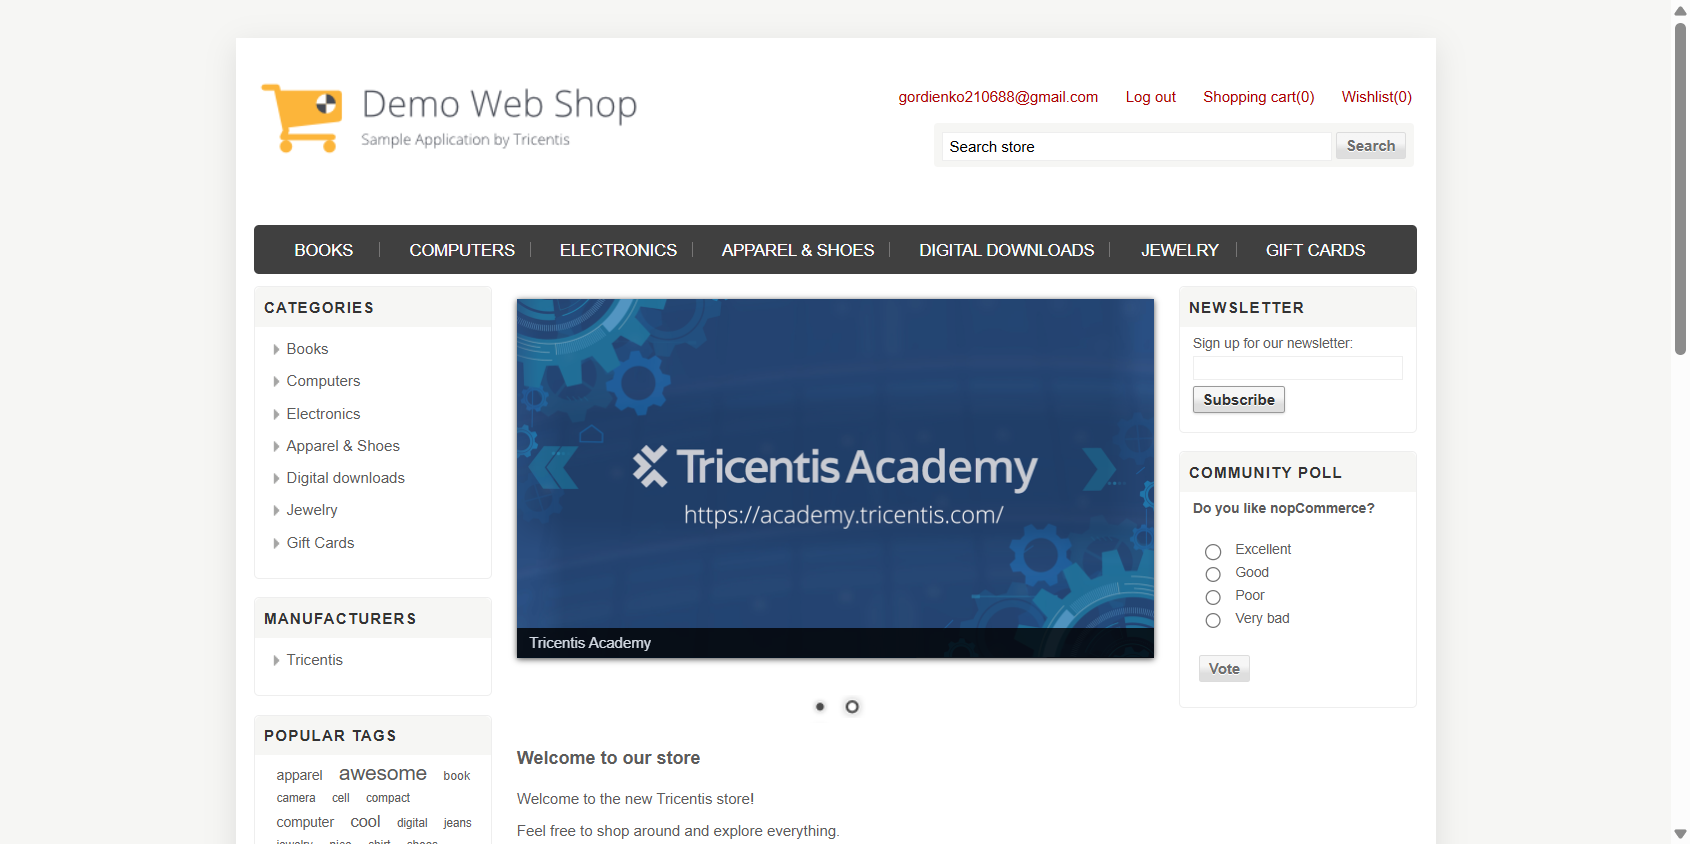 Demo Web Shop
Sample Application by Tricentis
gordienko210688@gmail.com Log out Shopping cart(0) Wishlist(0)
Search store Search
BOOKS COMPUTERS ELECTRONICS APPAREL & SHOES DIGITAL DOWNLOADS JEWELRY GIFT CARDS
CATEGORIES
Books
Computers
Electronics
Apparel & Shoes
Digital downloads
Jewelry
Gift Cards
MANUFACTURERS
Tricentis
POPULAR TAGS
apparel awesome book
camera cell compact
computer cool digital jeans
jewelry nice shirt shoes
Tricentis Academy
https://academy.tricentis.com/
Tricentis Academy
Welcome to our store
Welcome to the new Tricentis store!
Feel free to shop around and explore everything.
NEWSLETTER
Sign up for our newsletter:
Subscribe
COMMUNITY POLL
Do you like nopCommerce?
Excellent
Good
Poor
Very bad
Vote